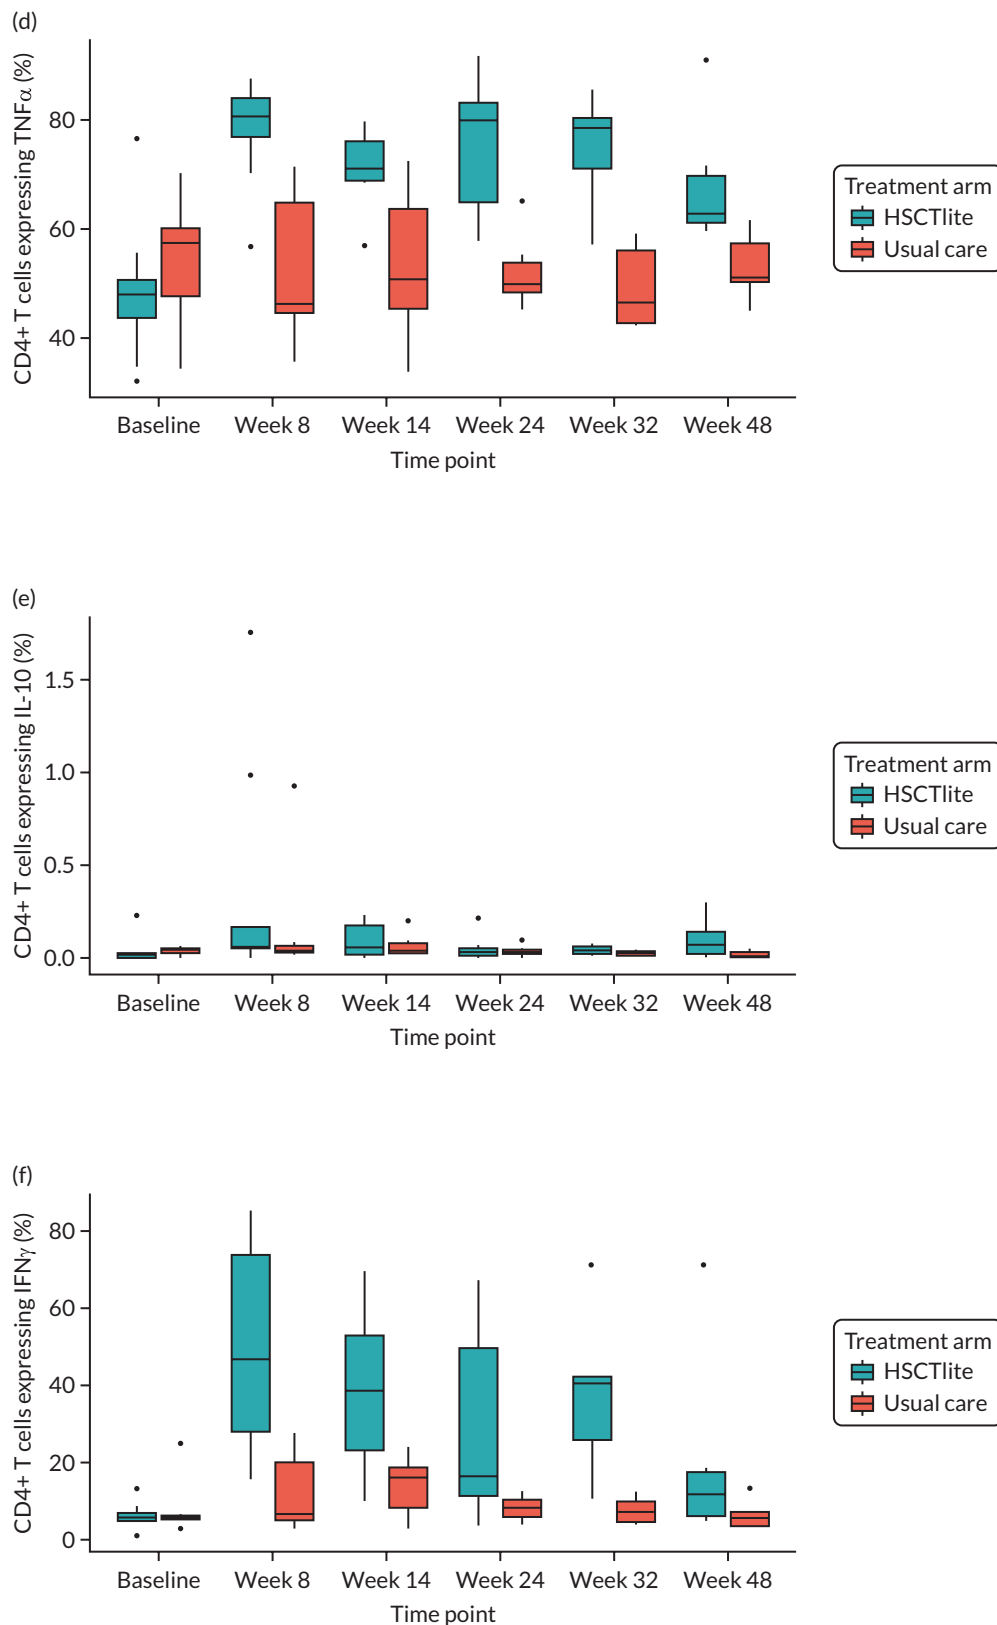 (d)
CD4+ T cells expressing TNFα (%)
80
60
40
Baseline Week 8 Week 14 Week 24 Week 32 Week 48
Time point
Treatment arm
HSCTlite
Usual care
(e)
CD4+ T cells expressing IL-10 (%)
1.5
1.0
0.5
0.0
Baseline Week 8 Week 14 Week 24 Week 32 Week 48
Time point
Treatment arm
HSCTlite
Usual care
(f)
CD4+ T cells expressing IFNγ (%)
80
60
40
20
0
Baseline Week 8 Week 14 Week 24 Week 32 Week 48
Time point
Treatment arm
HSCTlite
Usual care